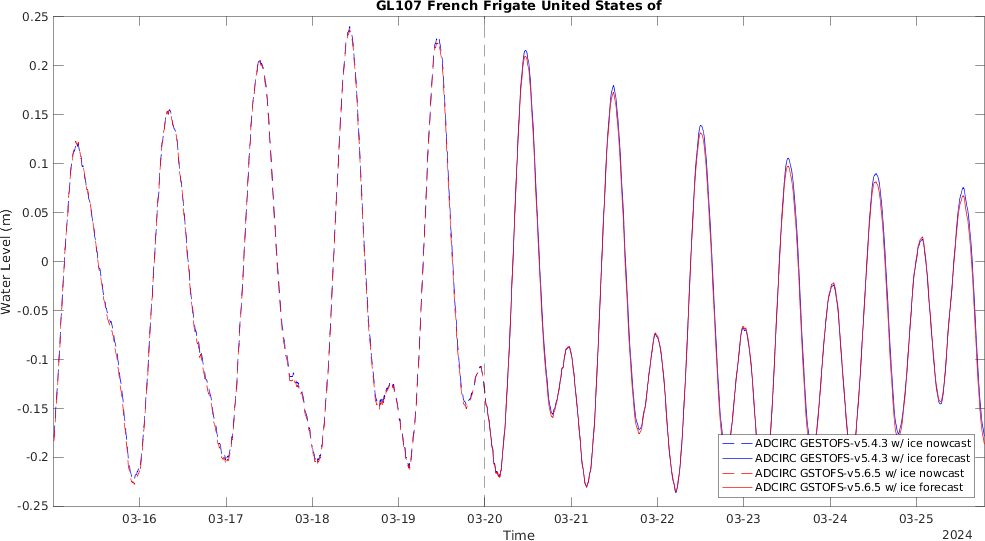 GL107 French Frigate United States of
0.25
0.2
0.15
0.1
0.05
0
-0.05
-0.1
-0.15
-0.2
-0.25
Water Level (m)
ADCIRC GESTOFS-v5.4.3 w/ ice nowcast
ADCIRC GESTOFS-v5.4.3 w/ ice forecast
ADCIRC GSTOFS-v5.6.5 w/ ice nowcast
ADCIRC GSTOFS-v5.6.5 w/ ice forecast
03-16 03-17 03-18 03-19 03-20 03-21 03-22 03-23 03-24 03-25
Time
2024